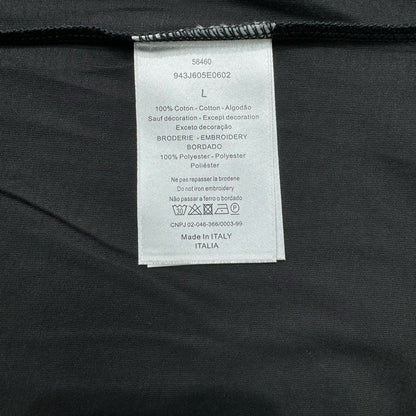 58460
943J605E0602
L
100% Coton - Cotton - Algodão
Sauf décoration - Except decoration
Exceto decoração
BRODERIE - EMBROIDERY
BORDADO
100% Polyester - Polyester
Poliéster
Ne pas repasser la broderie
Do not iron embroidery
Não passar a ferro o bordado
CNPJ 02-046-366/0003-99
Made in ITALY
ITALIA